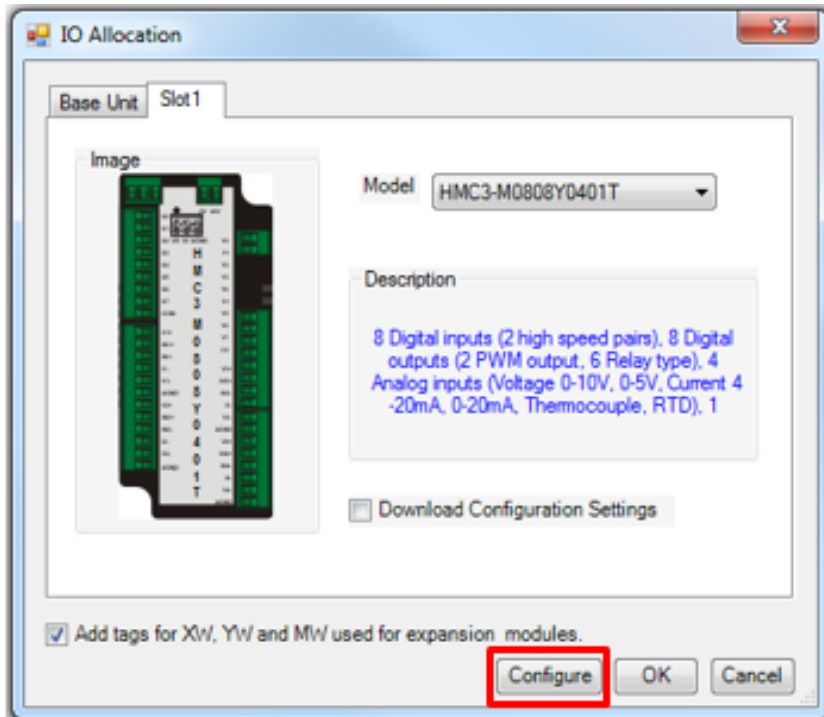 IO Allocation
Base Unit
Slot1
Image
HMC3 M0808Y0401T
Model
HMC3-M0808Y0401T
Description
8 Digital inputs (2 high speed pairs), 8 Digital
outputs (2 PWM output, 6 Relay type), 4
Analog inputs (Voltage 0-10V, 0-5V, Current 4
-20mA, 0-20mA, Thermocouple, RTD), 1
Download Configuration Settings
Add tags for XW, YW and MW used for expansion modules.
Configure
OK
Cancel